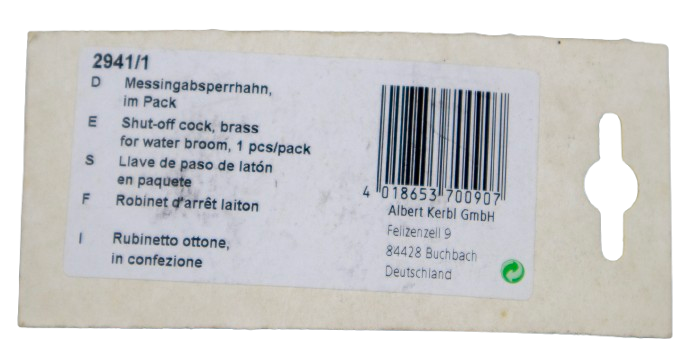 2941/1
D Messingabsperrhahn,
im Pack
E Shut-off cock, brass
for water broom, 1 pcs/pack
S Llave de paso de latón
en paquete
F Robinet d'arrêt laiton
I Rubinetto ottone,
in confezione
4 018653 700907
Albert Kerbl GmbH
Felizenzell 9
84428 Buchbach
Deutschland